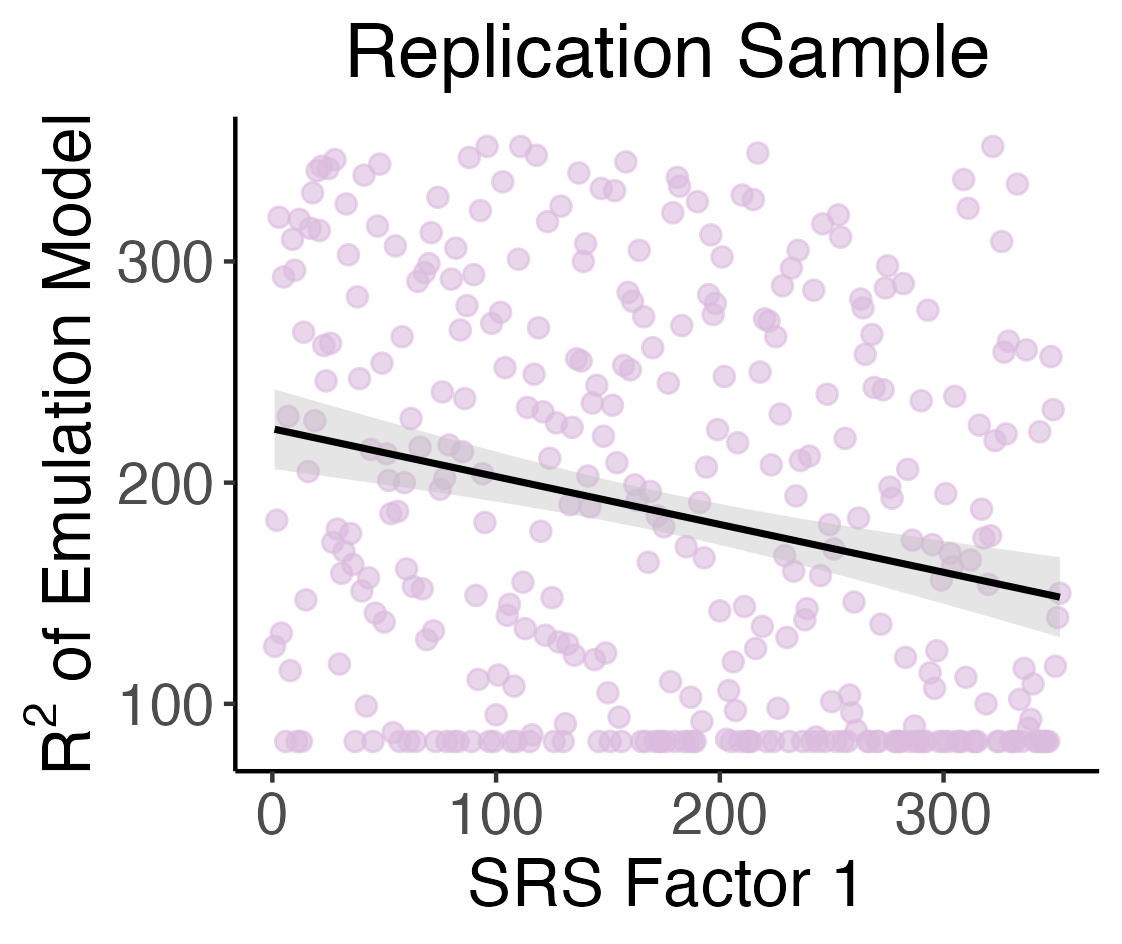 Replication Sample
R² of Emulation Model
300
200
100
0 100 200 300
SRS Factor 1